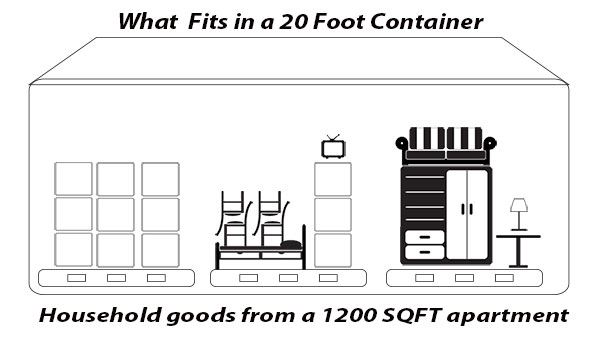 What Fits in a 20 Foot Container
Household goods from a 1200 SQFT apartment